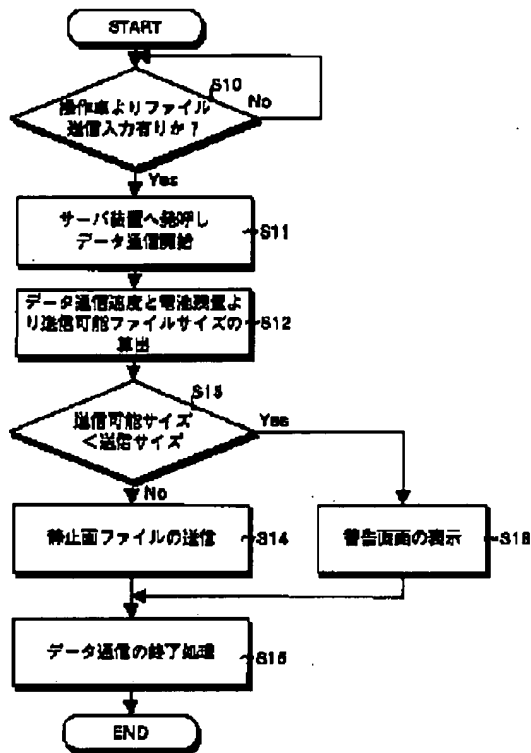 START
S10
操作者よりファイル
送信入力有りか?
No
Yes
サーバ装置へ発呼し
データ通信開始
S11
データ通信速度と電池残量よ
り送信可能ファイルサイズの
算出
S12
S13
送信可能サイズ
<送信サイズ
Yes
No
静止画ファイルの送信
S14
警告画面の表示
S16
データ通信の終了処理
S15
END